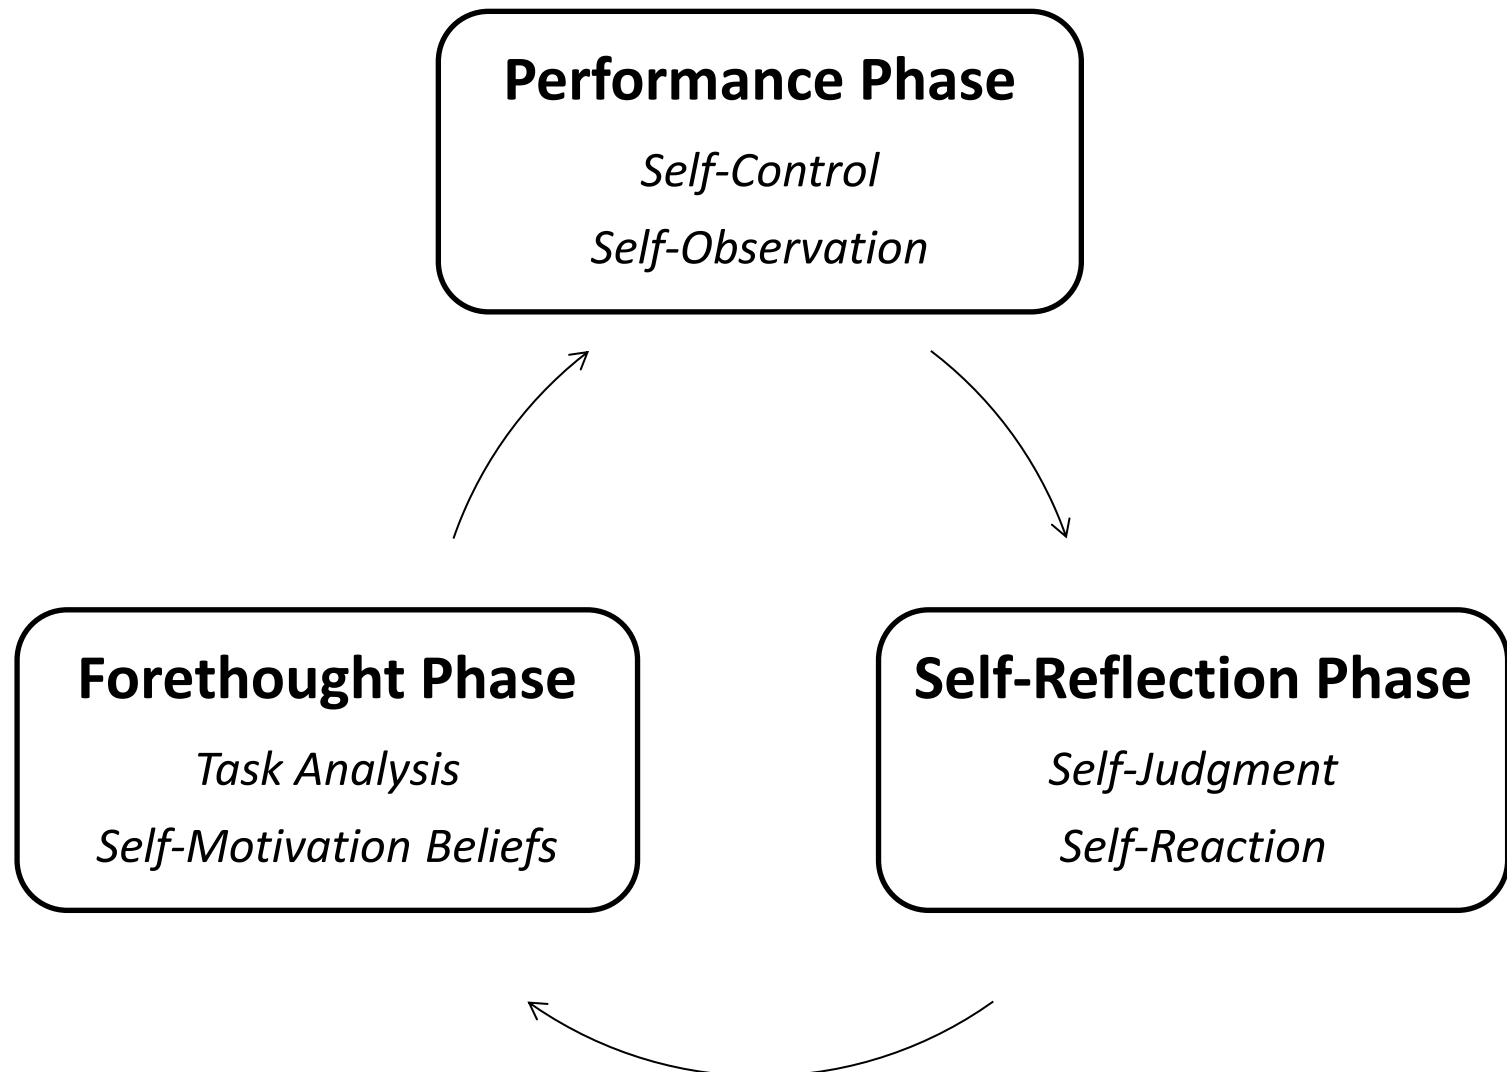 Performance Phase
Self-Control
Self-Observation
Forethought Phase
Task Analysis
Self-Motivation Beliefs
Self-Reflection Phase
Self-Judgment
Self-Reaction